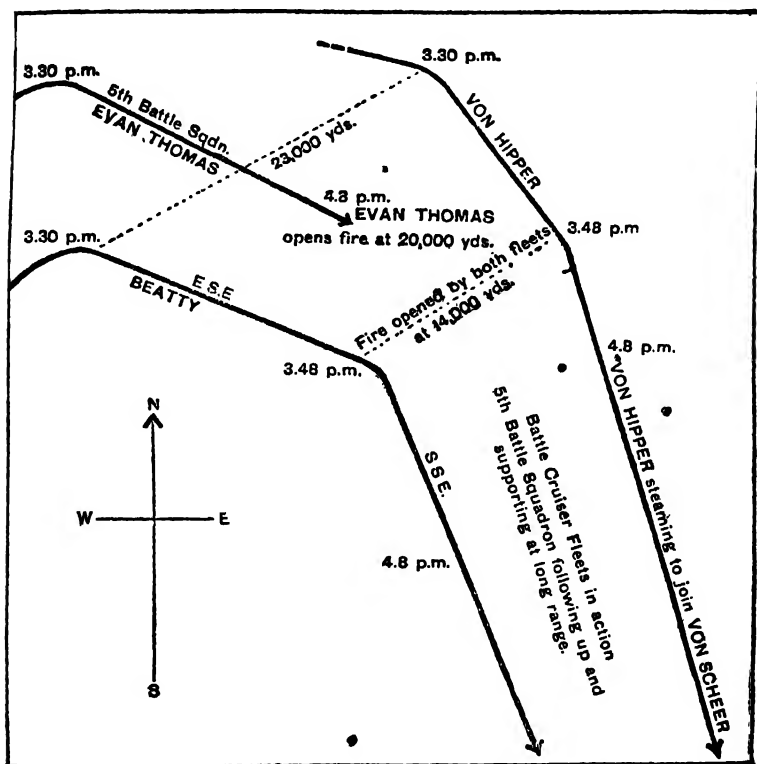 3.30 p.m.
3.30 p.m.
5th Battle Sqdn.
EVAN THOMAS
23,000 yds.
VON HIPPER
4.8 p.m.
EVAN THOMAS
opens fire at 20,000 yds.
3.48 p.m
3.30 p.m.
E S.E
BEATTY
Fire opened by both fleets
at 14,000 yds.
3.48 p.m.
4.8 p.m.
VON HIPPER steaming to join VON SCHEER
N
W
E
S
S S E.
4.8 p.m.
Battle Cruiser Fleets in action
5th Battle Squadron following up and
supporting at long range.